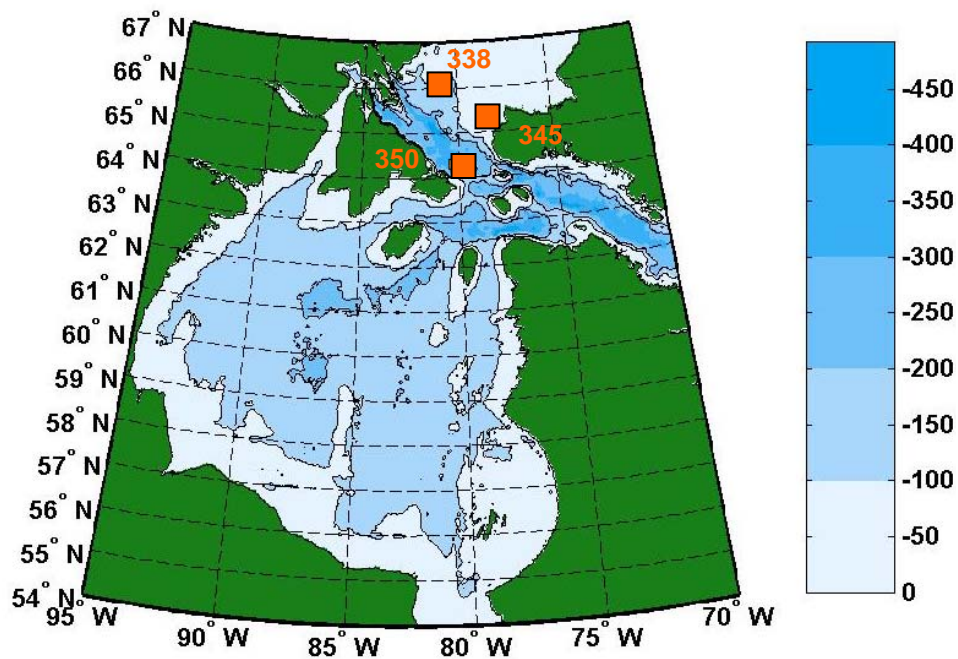 67° N
66° N
65° N
64° N
63° N
62° N
61° N
60° N
59° N
58° N
57° N
56° N
55° N
54° N
95° W
90° W
85° W
80° W
75° W
70° W
338
345
350
-450
-400
-350
-300
-250
-200
-150
-100
-50
0